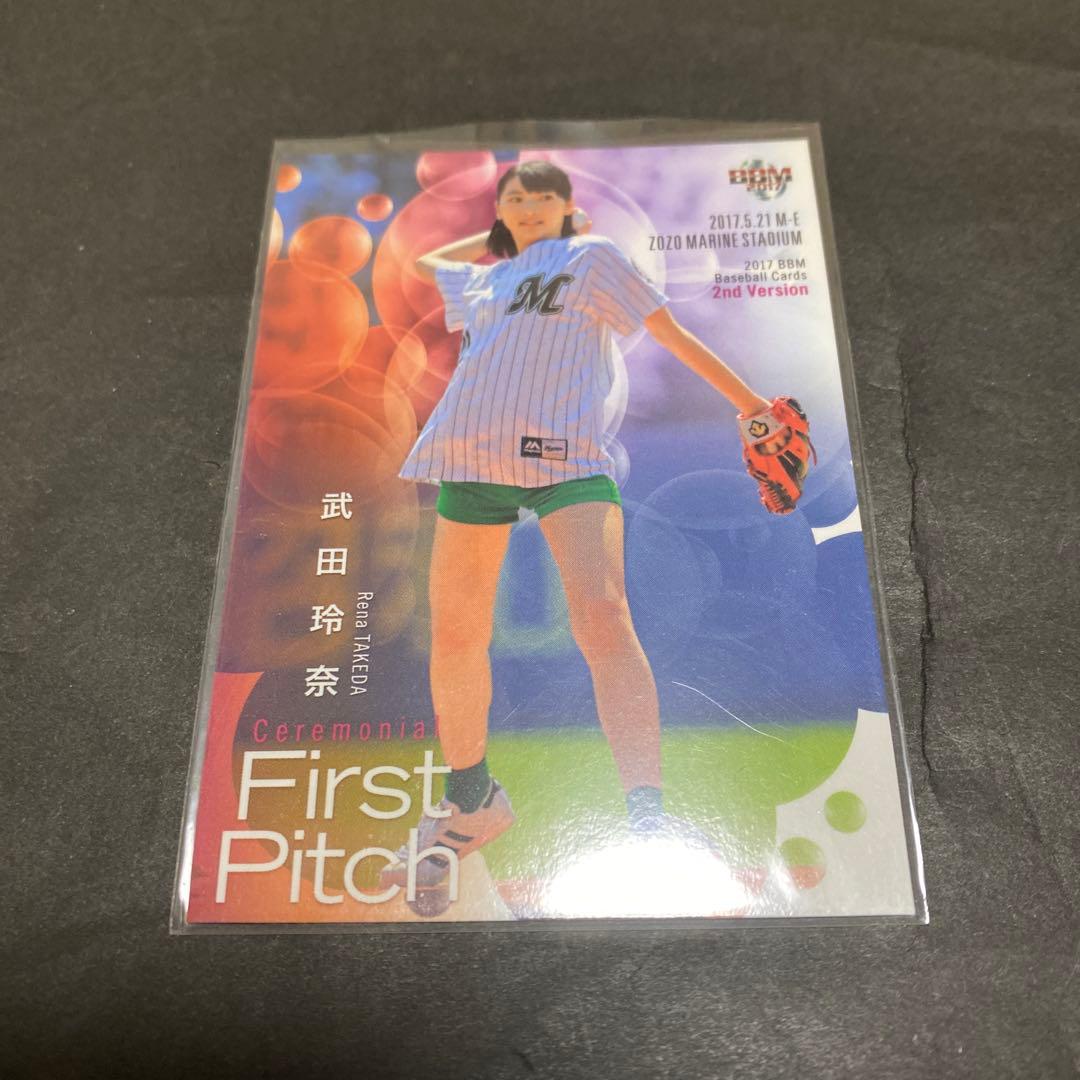 BBM
2017
2017.5.21 M-E
ZOZO MARINE STADIUM
2017 BBM
Baseball Cards
2nd Version
M
武田玲奈
Rena TAKEDA
Ceremonial
First
Pitch